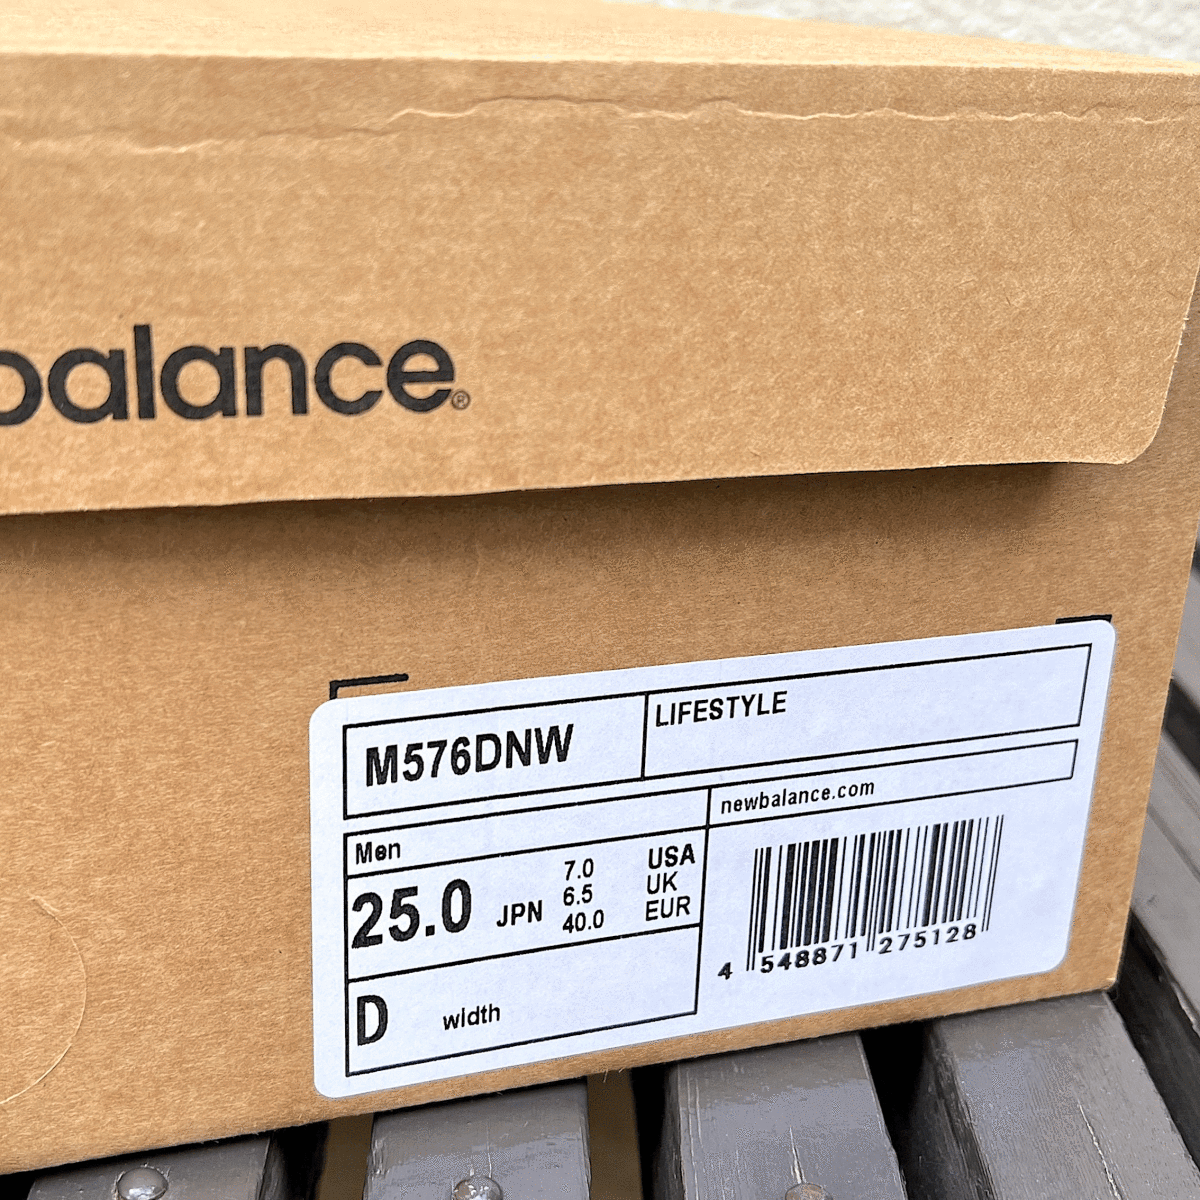 balance®
M576DNW
LIFESTYLE
newbalance.com
Men
25.0 JPN
7.0 USA
6.5 UK
40.0 EUR
D width
4 548871 275128